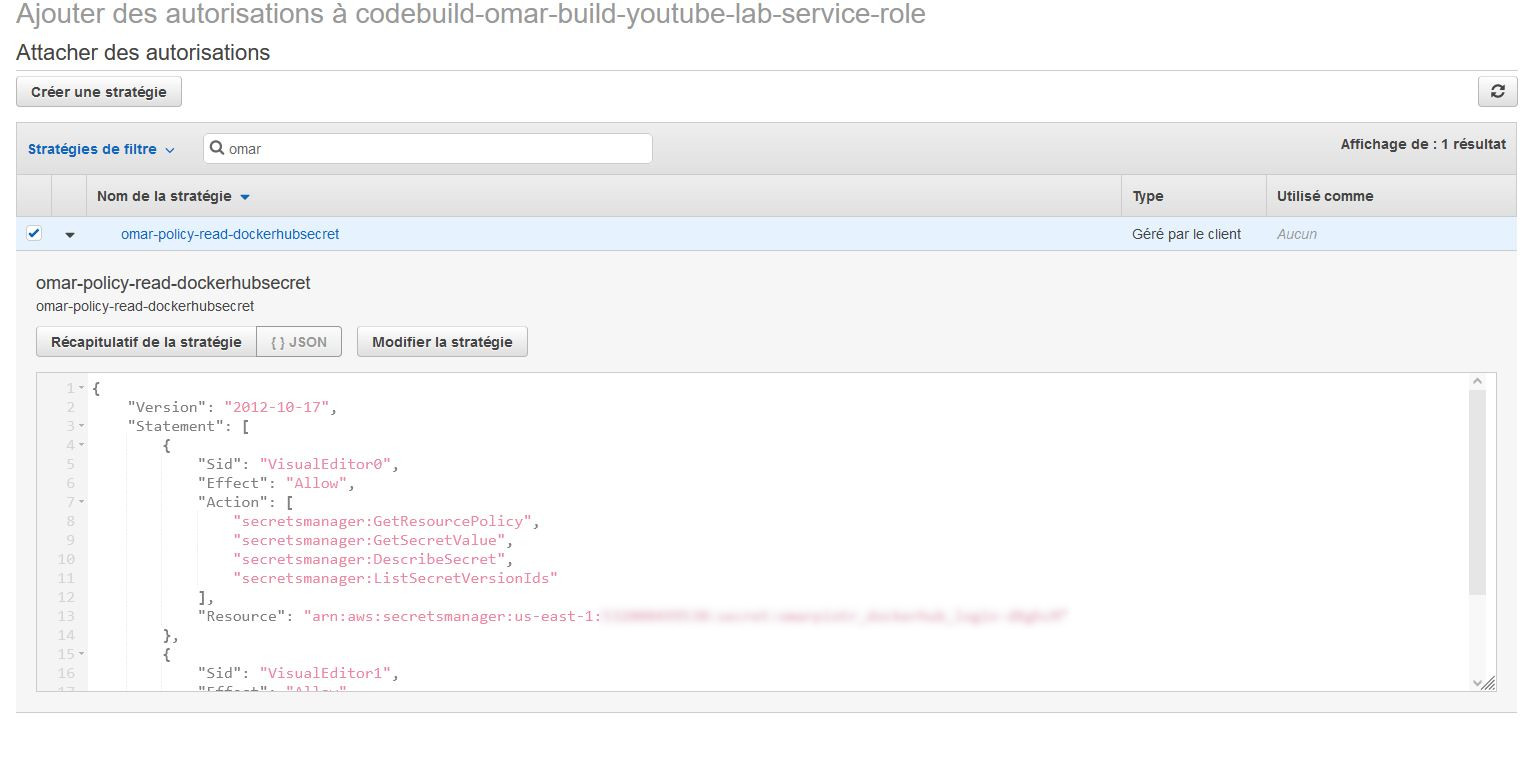 Ajouter des autorisations à codebuild-omar-build-youtube-lab-service-role
Attacher des autorisations
Créer une stratégie
Stratégies de filtre omar Affichage de : 1 résultat
Nom de la stratégie Type Utilisé comme
omar-policy-read-dockerhubsecret Géré par le client Aucun
omar-policy-read-dockerhubsecret
omar-policy-read-dockerhubsecret
Récapitulatif de la stratégie { } JSON Modifier la stratégie
1 {
2 "Version": "2012-10-17",
3 "Statement": [
4 {
5 "Sid": "VisualEditor0",
6 "Effect": "Allow",
7 "Action": [
8 "secretsmanager:GetResourcePolicy",
9 "secretsmanager:GetSecretValue",
10 "secretsmanager:DescribeSecret",
11 "secretsmanager:ListSecretVersionIds"
12 ],
13 "Resource": "arn:aws:secretsmanager:us-east-1:
14 },
15 {
16 "Sid": "VisualEditor1",
17 "Effect": "Allow",